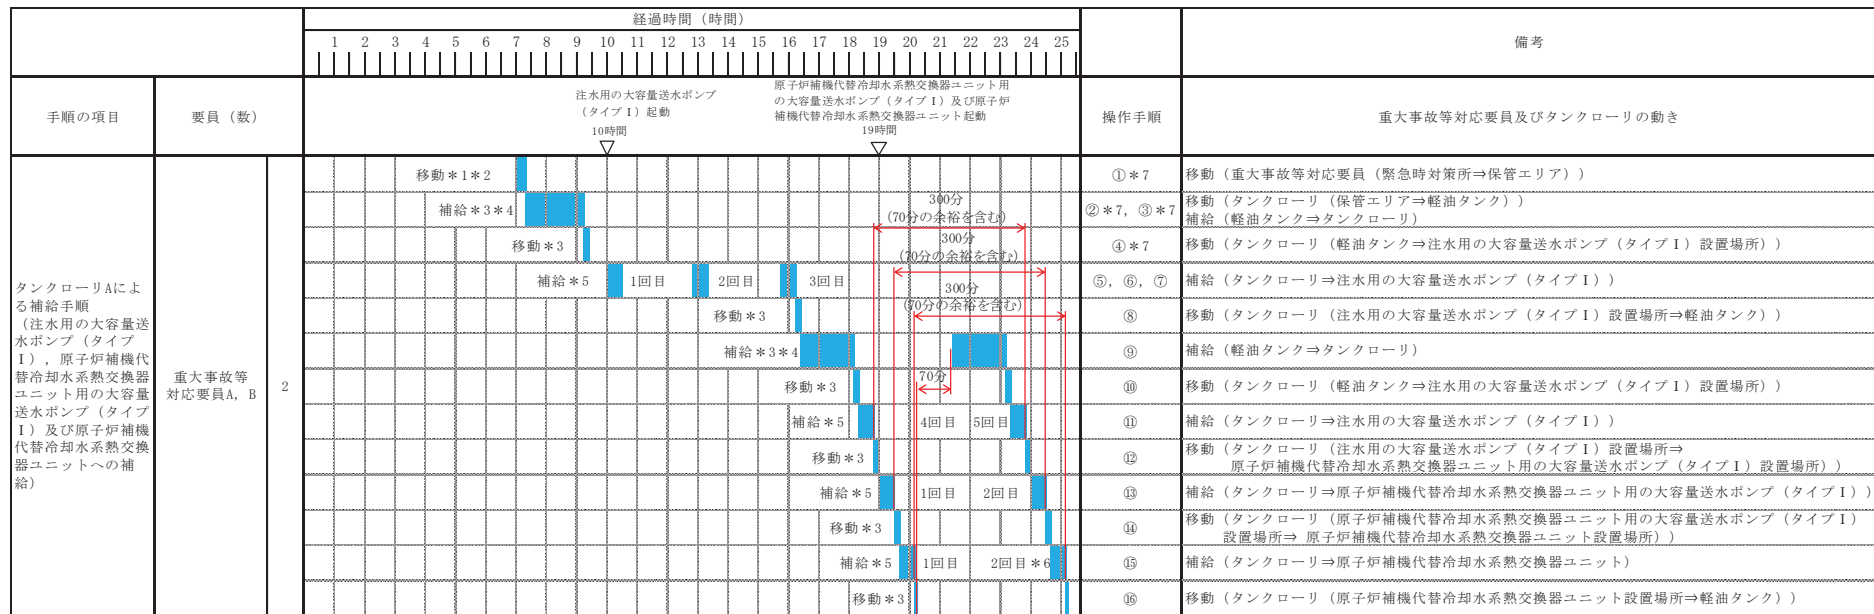 経過時間（時間）
1 2 3 4 5 6 7 8 9 10 11 12 13 14 15 16 17 18 19 20 21 22 23 24 25
備考
手順の項目
要員（数）
注水用の大容量送水ポンプ
（タイプⅠ）起動
10時間
原子炉補機代替冷却水系熱交換器ユニット用
の大容量送水ポンプ（タイプⅠ）及び原子炉
補機代替冷却水系熱交換器ユニット起動
19時間
操作手順
重大事故等対応要員及びタンクローリの動き
タンクローリAによ
る補給手順
（注水用の大容量送
水ポンプ（タイプ
Ⅰ），原子炉補機代
替冷却水系熱交換器
ユニット用の大容量
送水ポンプ（タイプ
Ⅰ）及び原子炉補機
代替冷却水系熱交換
器ユニットへの補
給）
重大事故等
対応要員A，B
2
移動＊1＊2
①＊7
移動（重大事故等対応要員（緊急時対策所⇒保管エリア））
補給＊3＊4
300分
（70分の余裕を含む）
②＊7，③＊7
移動（タンクローリ（保管エリア⇒軽油タンク））
補給（軽油タンク⇒タンクローリ）
移動＊3
300分
（70分の余裕を含む）
④＊7
移動（タンクローリ（軽油タンク⇒注水用の大容量送水ポンプ（タイプⅠ）設置場所））
補給＊5 1回目 2回目 3回目
⑤，⑥，⑦
補給（タンクローリ⇒注水用の大容量送水ポンプ（タイプⅠ））
移動＊3
300分
（70分の余裕を含む）
⑧
移動（タンクローリ（注水用の大容量送水ポンプ（タイプⅠ）設置場所⇒軽油タンク））
補給＊3＊4
⑨
補給（軽油タンク⇒タンクローリ）
移動＊3
70分
⑩
移動（タンクローリ（軽油タンク⇒注水用の大容量送水ポンプ（タイプⅠ）設置場所））
補給＊5 4回目 5回目
⑪
補給（タンクローリ⇒注水用の大容量送水ポンプ（タイプⅠ））
移動＊3
⑫
移動（タンクローリ（注水用の大容量送水ポンプ（タイプⅠ）設置場所⇒
原子炉補機代替冷却水系熱交換器ユニット用の大容量送水ポンプ（タイプⅠ）設置場所））
補給＊5 1回目 2回目
⑬
補給（タンクローリ⇒原子炉補機代替冷却水系熱交換器ユニット用の大容量送水ポンプ（タイプⅠ））
移動＊3
⑭
移動（タンクローリ（原子炉補機代替冷却水系熱交換器ユニット用の大容量送水ポンプ（タイプⅠ）
設置場所⇒ 原子炉補機代替冷却水系熱交換器ユニット設置場所））
補給＊5 1回目 2回目＊6
⑮
補給（タンクローリ⇒原子炉補機代替冷却水系熱交換器ユニット）
移動＊3
⑯
移動（タンクローリ（原子炉補機代替冷却水系熱交換器ユニット設置場所⇒軽油タンク））